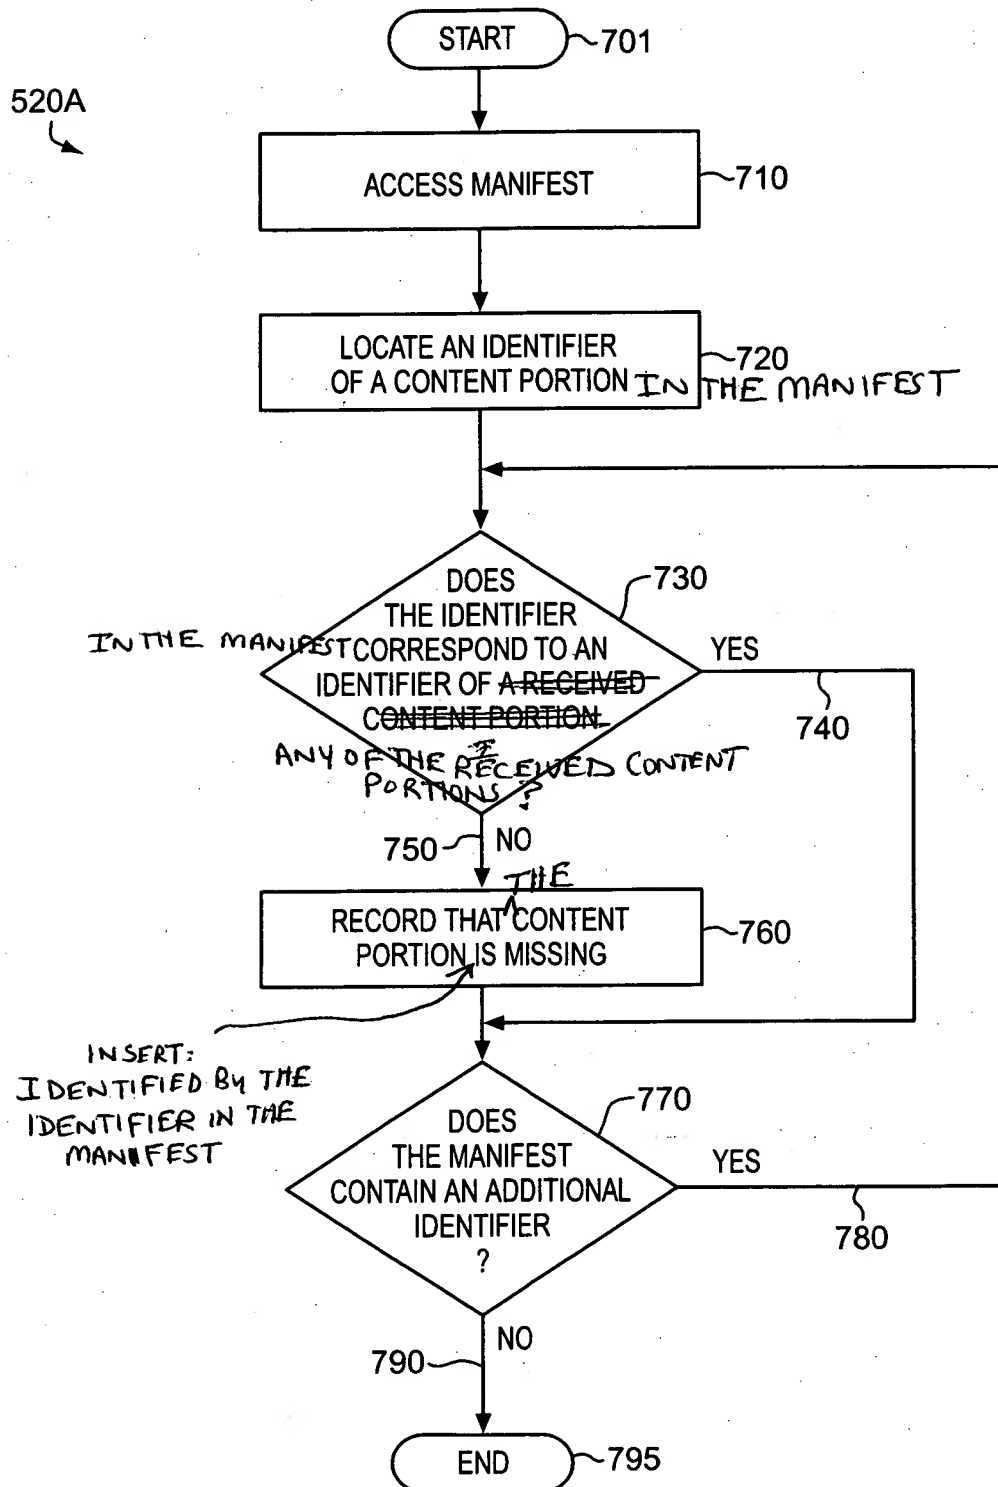 START
701
520A
ACCESS MANIFEST
710
LOCATE AN IDENTIFIER
720
OF A CONTENT PORTION IN THE MANIFEST
DOES
730
THE IDENTIFIER
IN THE MANIFEST CORRESPOND TO AN
YES
IDENTIFIER OF A RECEIVED
CONTENT PORTION
740
ANY OF THE RECEIVED CONTENT
PORTIONS ?
750
NO
THE
RECORD THAT CONTENT
760
PORTION IS MISSING
INSERT:
IDENTIFIED BY THE
IDENTIFIER IN THE
MANIFEST
DOES
770
THE MANIFEST
YES
CONTAIN AN ADDITIONAL
IDENTIFIER
780
?
NO
790
END
795